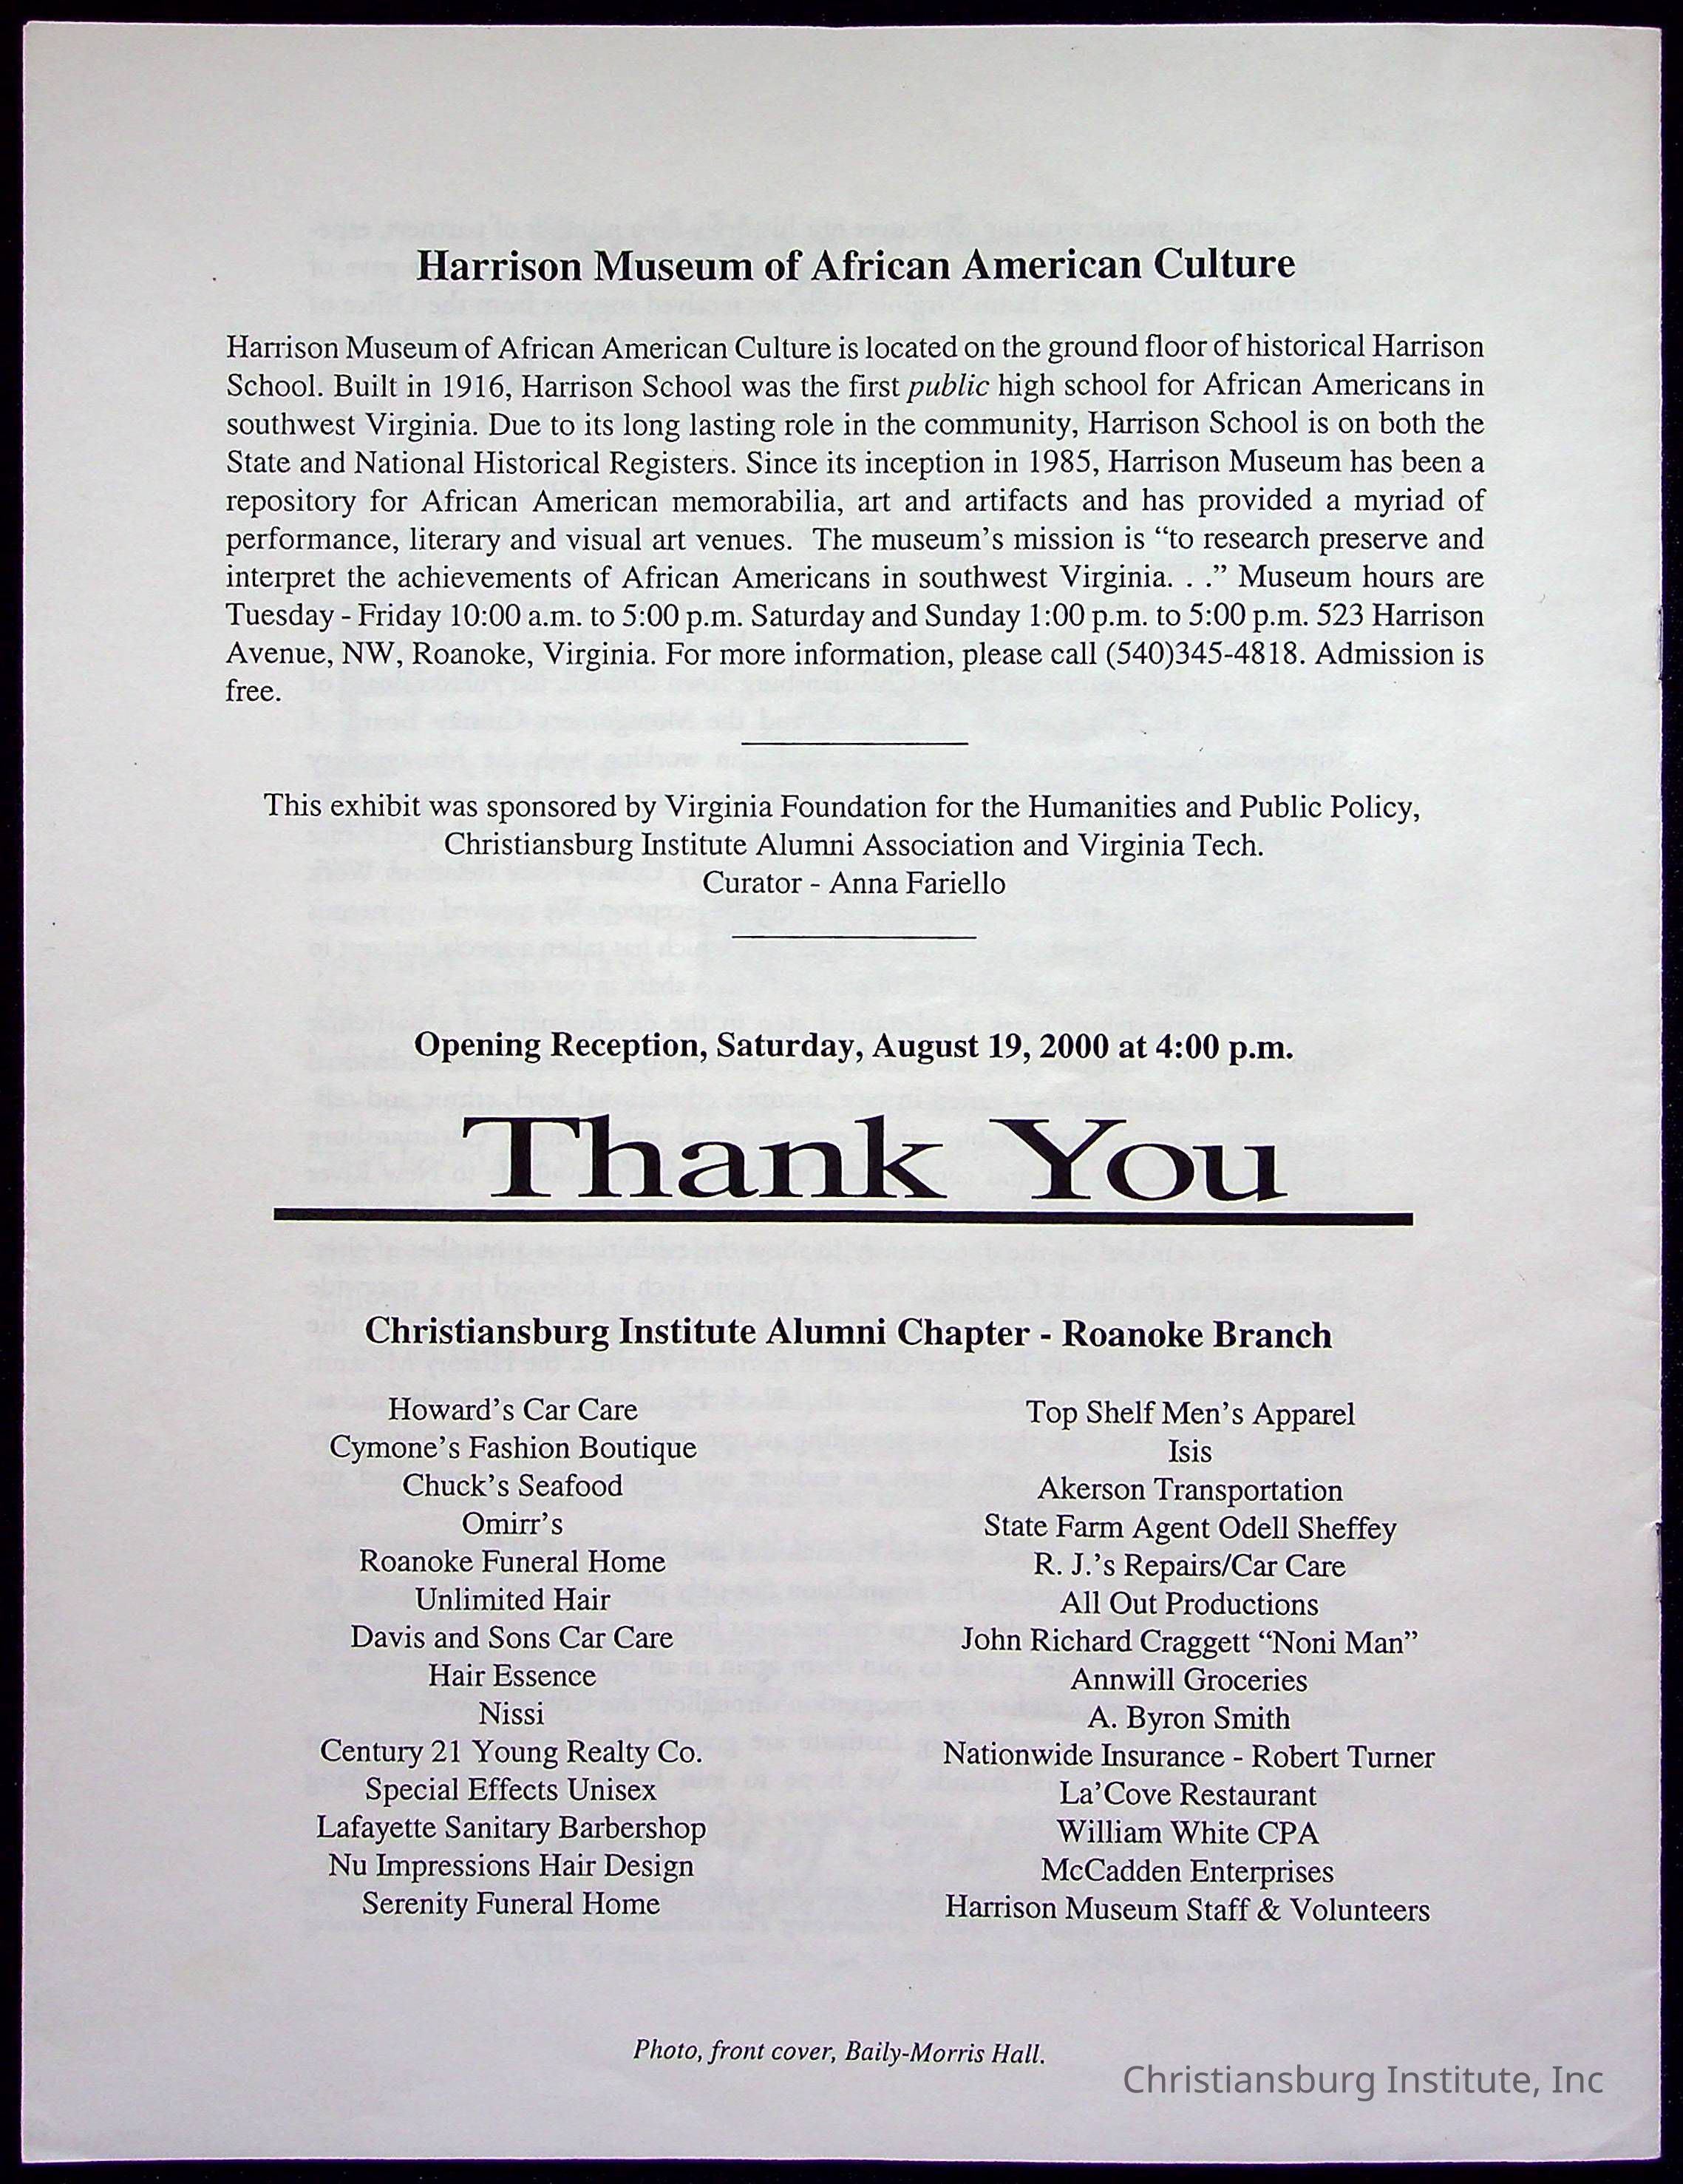 Harrison Museum of African American Culture
Harrison Museum of African American Culture is located on the ground floor of historical Harrison
School. Built in 1916, Harrison School was the first public high school for African Americans in
southwest Virginia. Due to its long lasting role in the community, Harrison School is on both the
State and National Historical Registers. Since its inception in 1985, Harrison Museum has been a
repository for African American memorabilia, art and artifacts and has provided a myriad of
performance, literary and visual art venues. The museum's mission is “to research preserve and
interpret the achievements of African Americans in southwest Virginia. . .” Museum hours are
Tuesday - Friday 10:00 a.m. to 5:00 p.m. Saturday and Sunday 1:00 p.m. to 5:00 p.m. 523 Harrison
Avenue, NW, Roanoke, Virginia. For more information, please call (540)345-4818. Admission is
free.
This exhibit was sponsored by Virginia Foundation for the Humanities and Public Policy,
Christiansburg Institute Alumni Association and Virginia Tech.
Curator - Anna Fariello
Opening Reception, Saturday, August 19, 2000 at 4:00 p.m.
Thank You
Christiansburg Institute Alumni Chapter - Roanoke Branch
Howard's Car Care
Cymone's Fashion Boutique
Chuck's Seafood
Omirr's
Roanoke Funeral Home
Unlimited Hair
Davis and Sons Car Care
Hair Essence
Nissi
Century 21 Young Realty Co.
Special Effects Unisex
Lafayette Sanitary Barbershop
Nu Impressions Hair Design
Serenity Funeral Home
Top Shelf Men's Apparel
Isis
Akerson Transportation
State Farm Agent Odell Sheffey
R. J.'s Repairs/Car Care
All Out Productions
John Richard Craggett “Noni Man”
Annwill Groceries
A. Byron Smith
Nationwide Insurance - Robert Turner
La'Cove Restaurant
William White CPA
McCadden Enterprises
Harrison Museum Staff & Volunteers
Photo, front cover, Baily-Morris Hall.
Christiansburg Institute, Inc